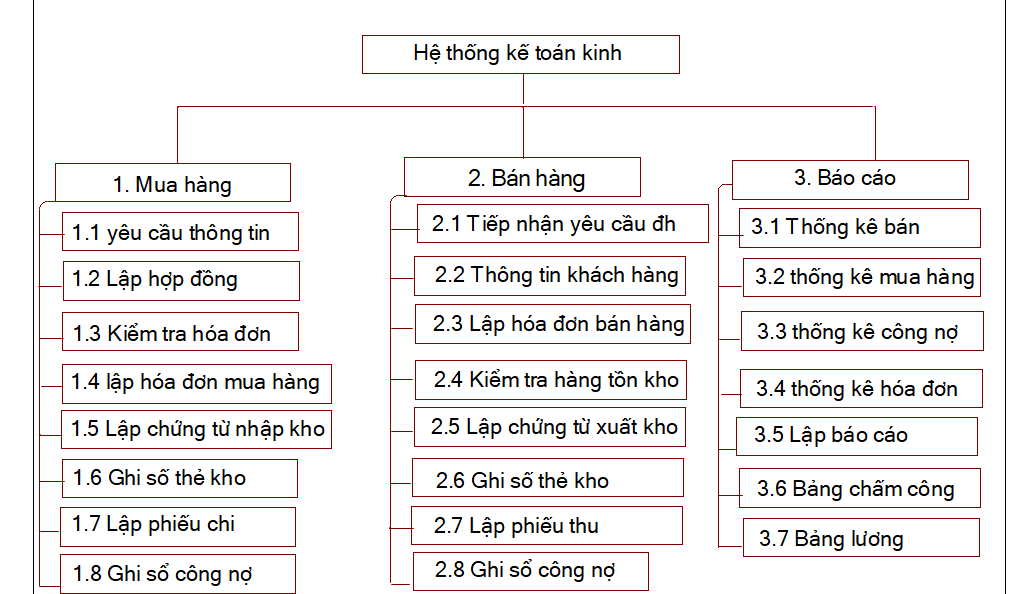 Hệ thống kế toán kinh
1. Mua hàng
1.1 yêu cầu thông tin
1.2 Lập hợp đồng
1.3 Kiểm tra hóa đơn
1.4 lập hóa đơn mua hàng
1.5 Lập chứng từ nhập kho
1.6 Ghi số thẻ kho
1.7 Lập phiếu chi
1.8 Ghi sổ công nợ
2. Bán hàng
2.1 Tiếp nhận yêu cầu đh
2.2 Thông tin khách hàng
2.3 Lập hóa đơn bán hàng
2.4 Kiểm tra hàng tồn kho
2.5 Lập chứng từ xuất kho
2.6 Ghi số thẻ kho
2.7 Lập phiếu thu
2.8 Ghi sổ công nợ
3. Báo cáo
3.1 Thống kê bán
3.2 thống kê mua hàng
3.3 thống kê công nợ
3.4 thống kê hóa đơn
3.5 Lập báo cáo
3.6 Bảng chấm công
3.7 Bảng lương